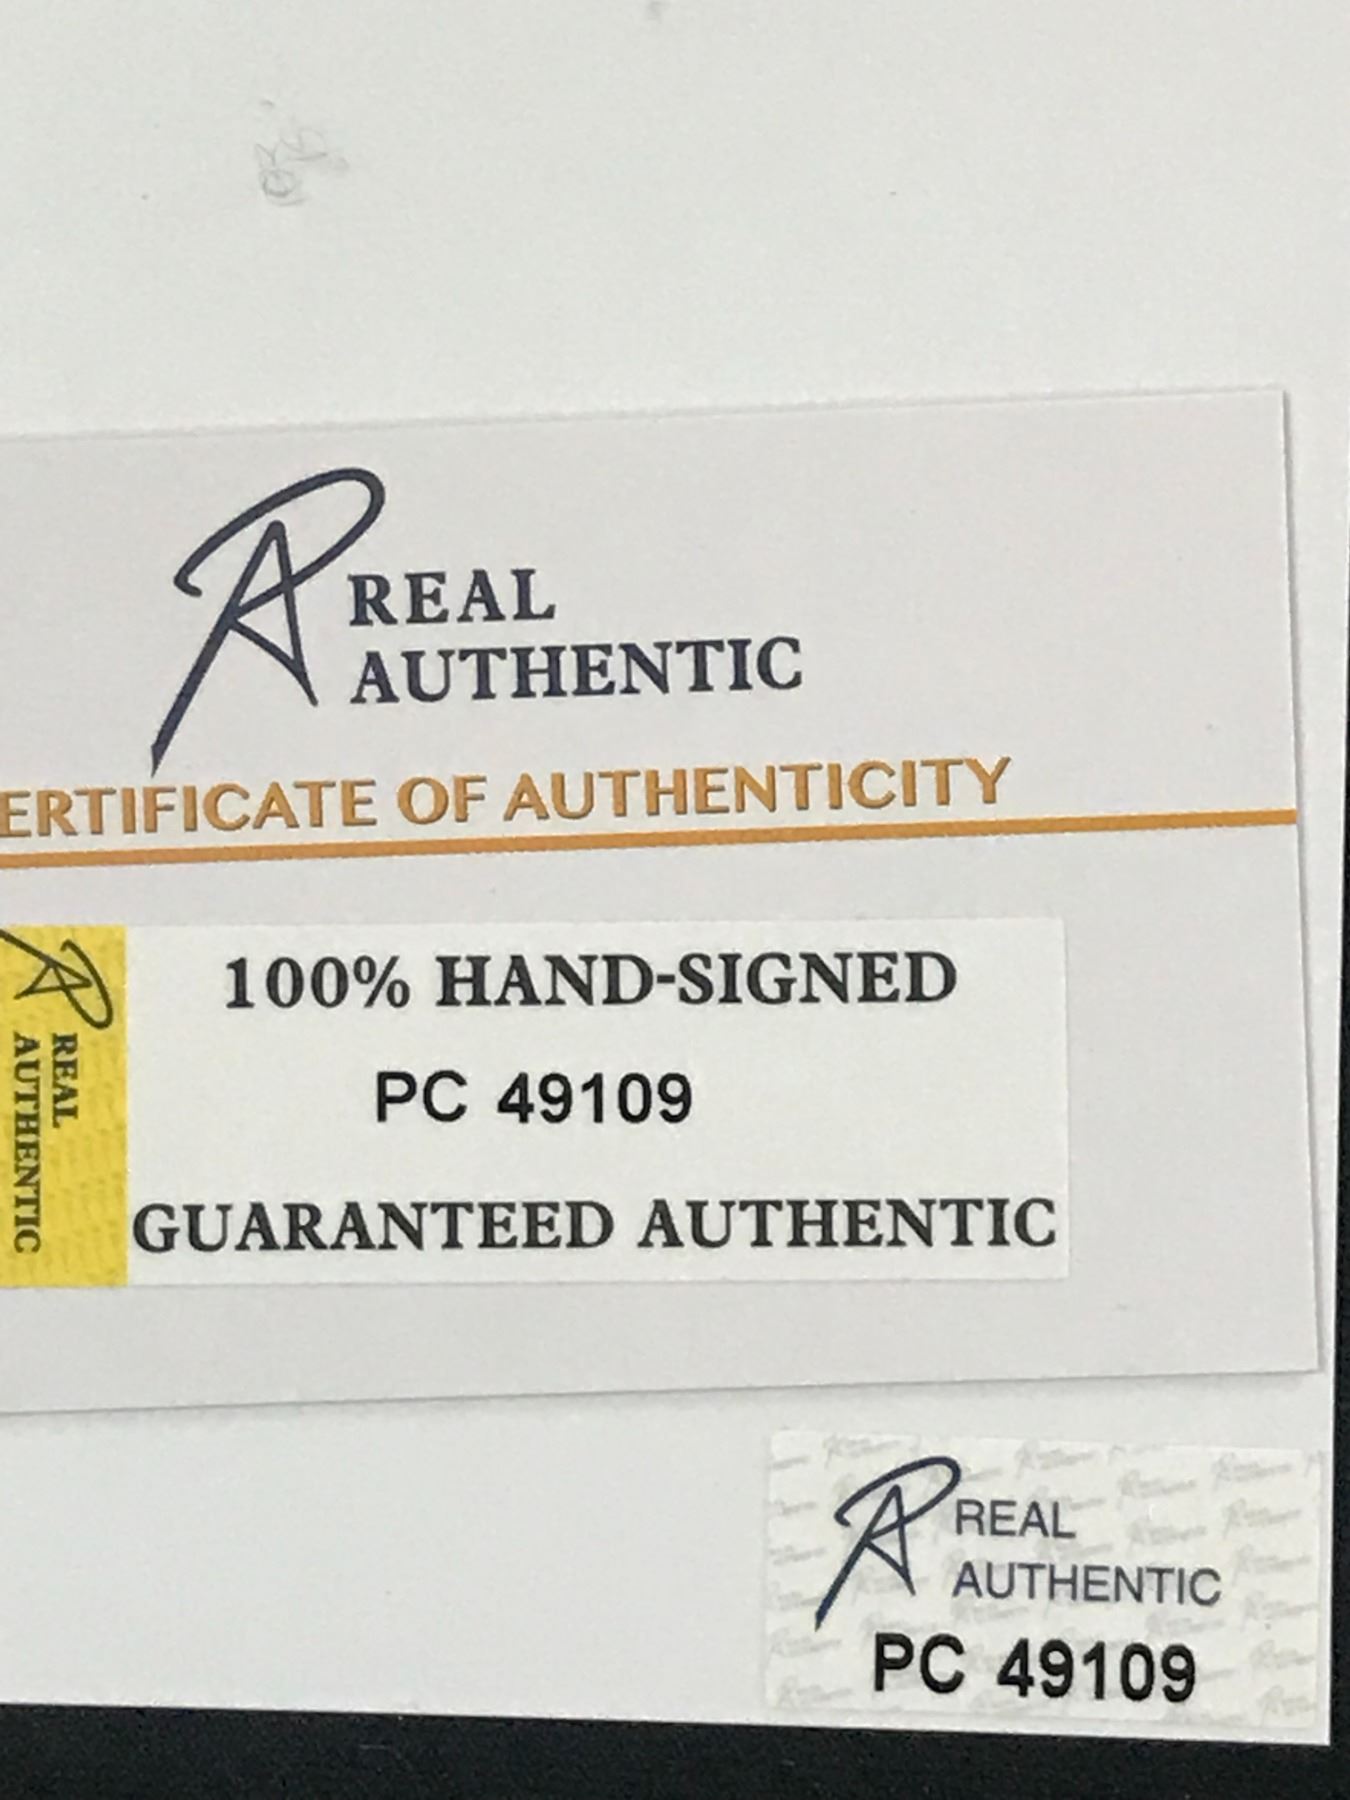 REAL
AUTHENTIC
ERTIFICATE OF AUTHENTICITY
REAL
AUTHENTIC
100% HAND-SIGNED
PC 49109
GUARANTEED AUTHENTIC
REAL
AUTHENTIC
PC 49109